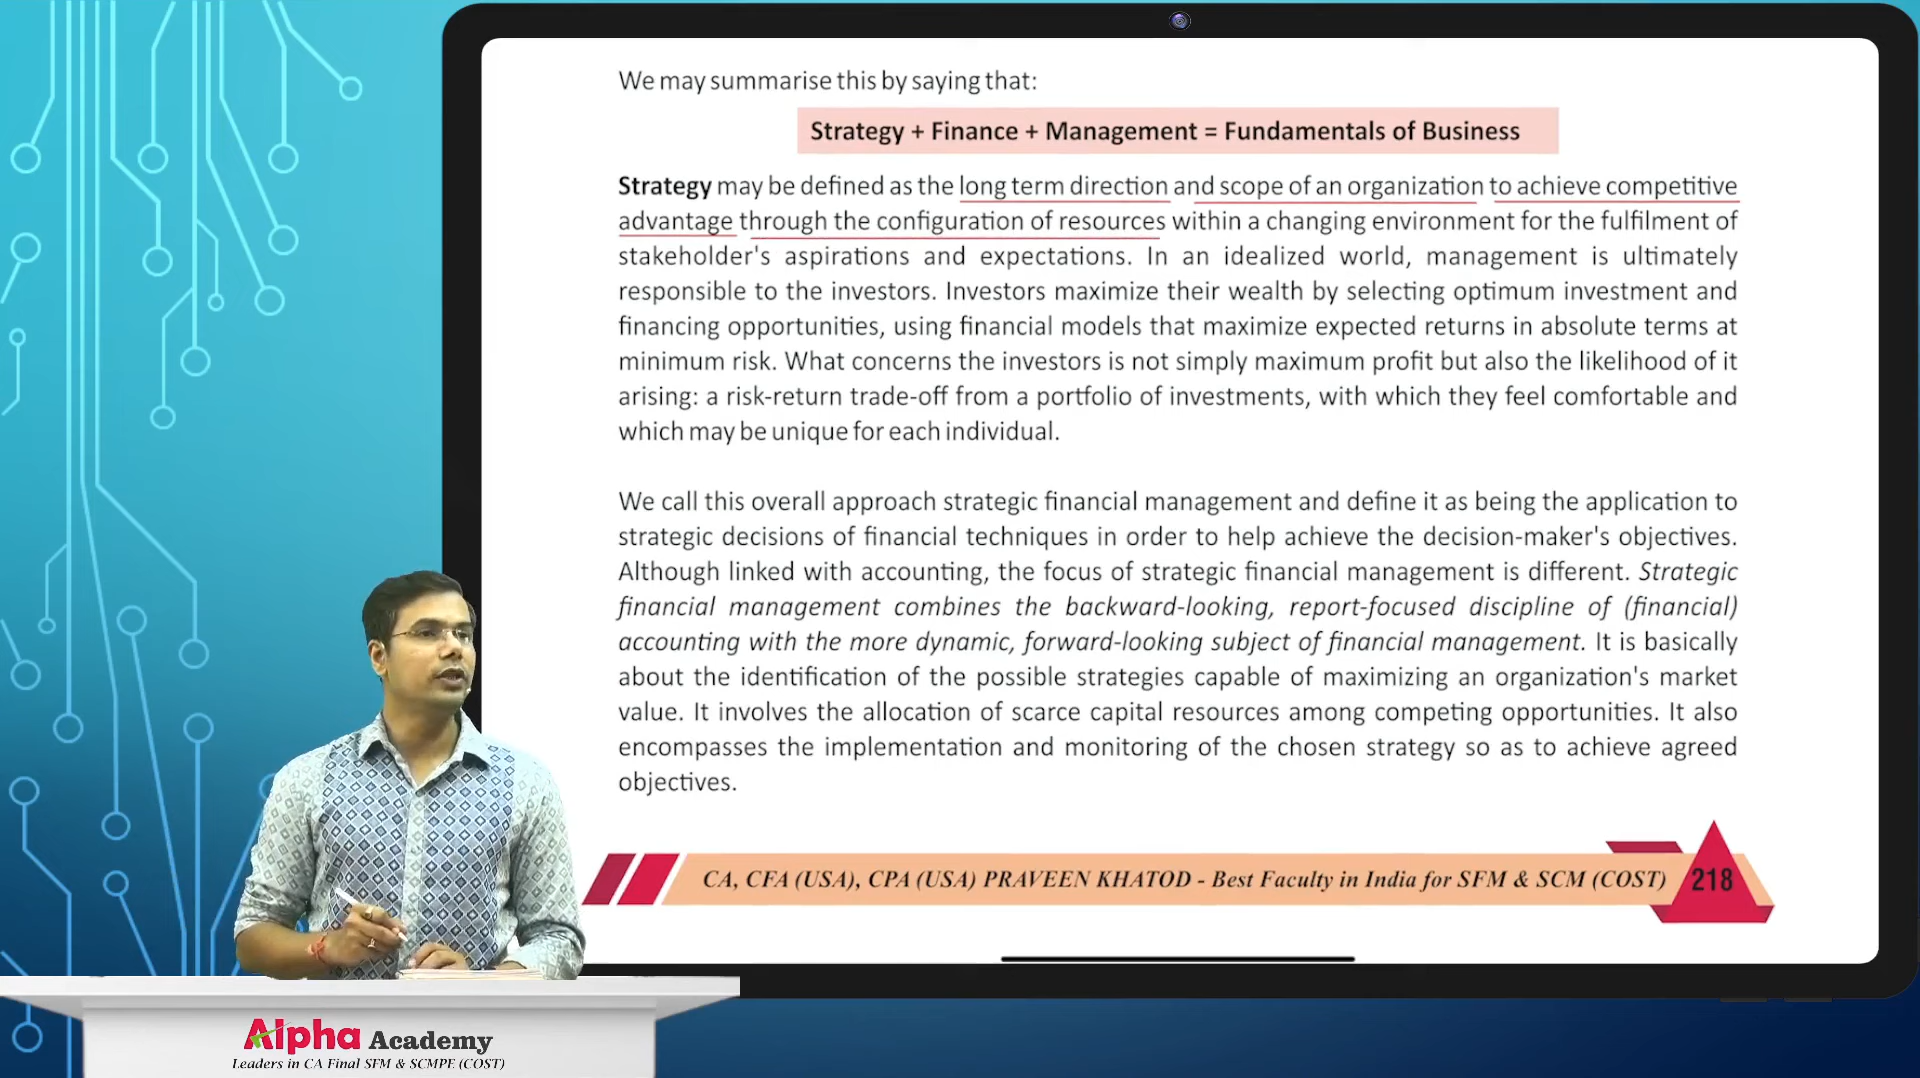 We may summarise this by saying that:
Strategy + Finance + Management = Fundamentals of Business
Strategy may be defined as the long term direction and scope of an organization to achieve competitive
advantage through the configuration of resources within a changing environment for the fulfilment of
stakeholder's aspirations and expectations. In an idealized world, management is ultimately
responsible to the investors. Investors maximize their wealth by selecting optimum investment and
financing opportunities, using financial models that maximize expected returns in absolute terms at
minimum risk. What concerns the investors is not simply maximum profit but also the likelihood of it
arising: a risk-return trade-off from a portfolio of investments, with which they feel comfortable and
which may be unique for each individual.
We call this overall approach strategic financial management and define it as being the application to
strategic decisions of financial techniques in order to help achieve the decision-maker's objectives.
Although linked with accounting, the focus of strategic financial management is different. Strategic
financial management combines the backward-looking, report-focused discipline of (financial)
accounting with the more dynamic, forward-looking subject of financial management. It is basically
about the identification of the possible strategies capable of maximizing an organization's market
value. It involves the allocation of scarce capital resources among competing opportunities. It also
encompasses the implementation and monitoring of the chosen strategy so as to achieve agreed
objectives.
CA, CFA (USA), CPA (USA) PRAVEEN KHATOD - Best Faculty in India for SFM & SCM (COST)
218
Alpha Academy
Leaders in CA Final SFM & SCMPE (COST)